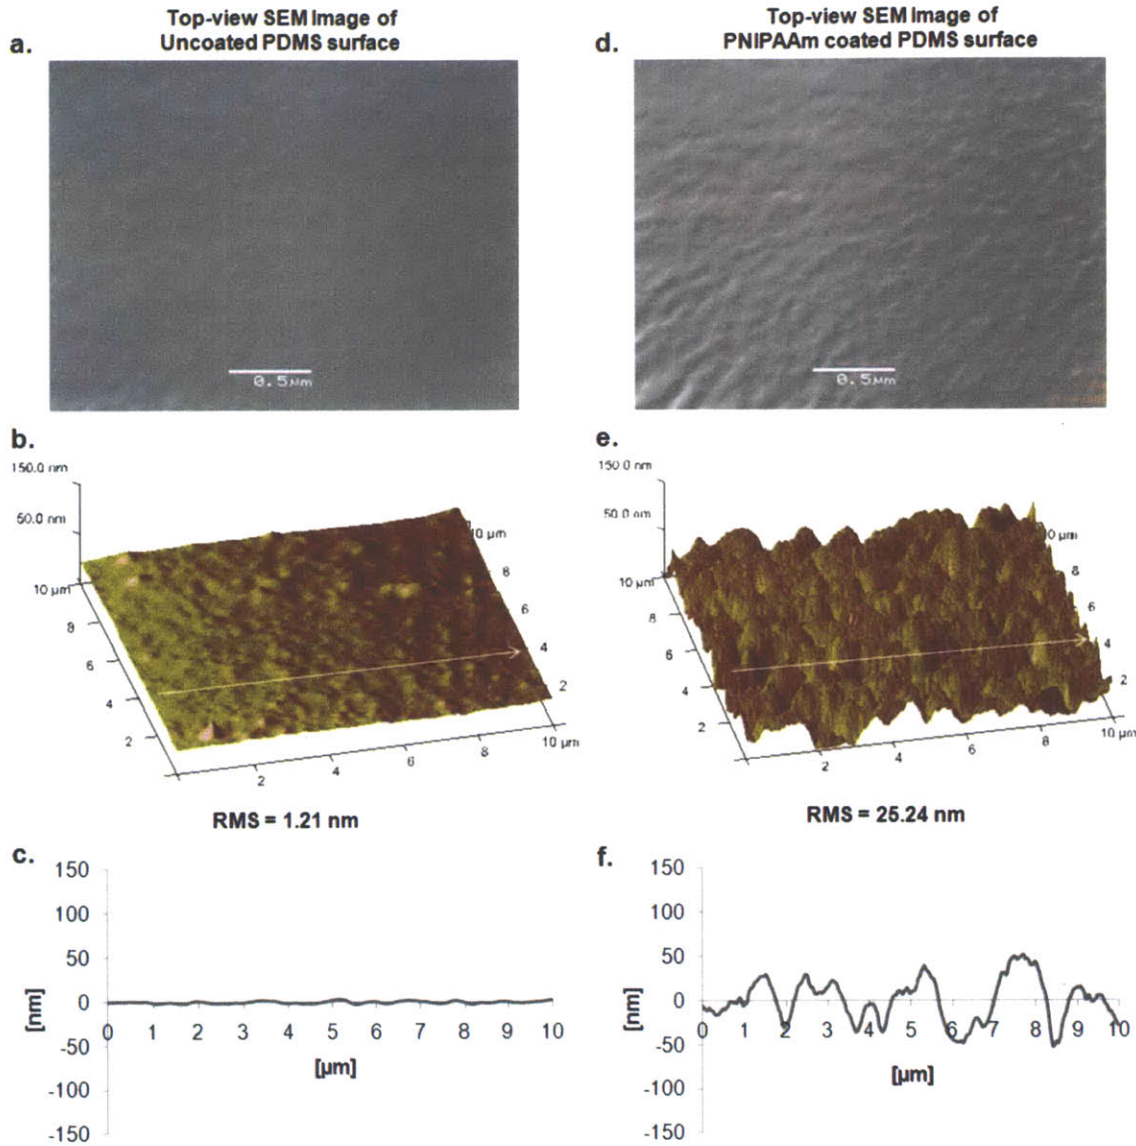 a.
Top-view SEM Image of
Uncoated PDMS surface
0.5µm
b.
150.0 nm
50.0 nm
10 µm
8
6
4
2
2
4
6
8
10 µm
2
4
6
8
10 µm
RMS = 1.21 nm
c.
150
100
50
0
-50
-100
-150
[nm]
0 1 2 3 4 5 6 7 8 9 10
[µm]
d.
Top-view SEM Image of
PNIPAAm coated PDMS surface
0.5µm
e.
150.0 nm
50.0 nm
10 µm
8
6
4
2
2
4
6
8
10 µm
2
4
6
8
10 µm
RMS = 25.24 nm
f.
150
100
50
0
-50
-100
-150
[nm]
0 1 2 3 4 5 6 7 8 9 10
[µm]